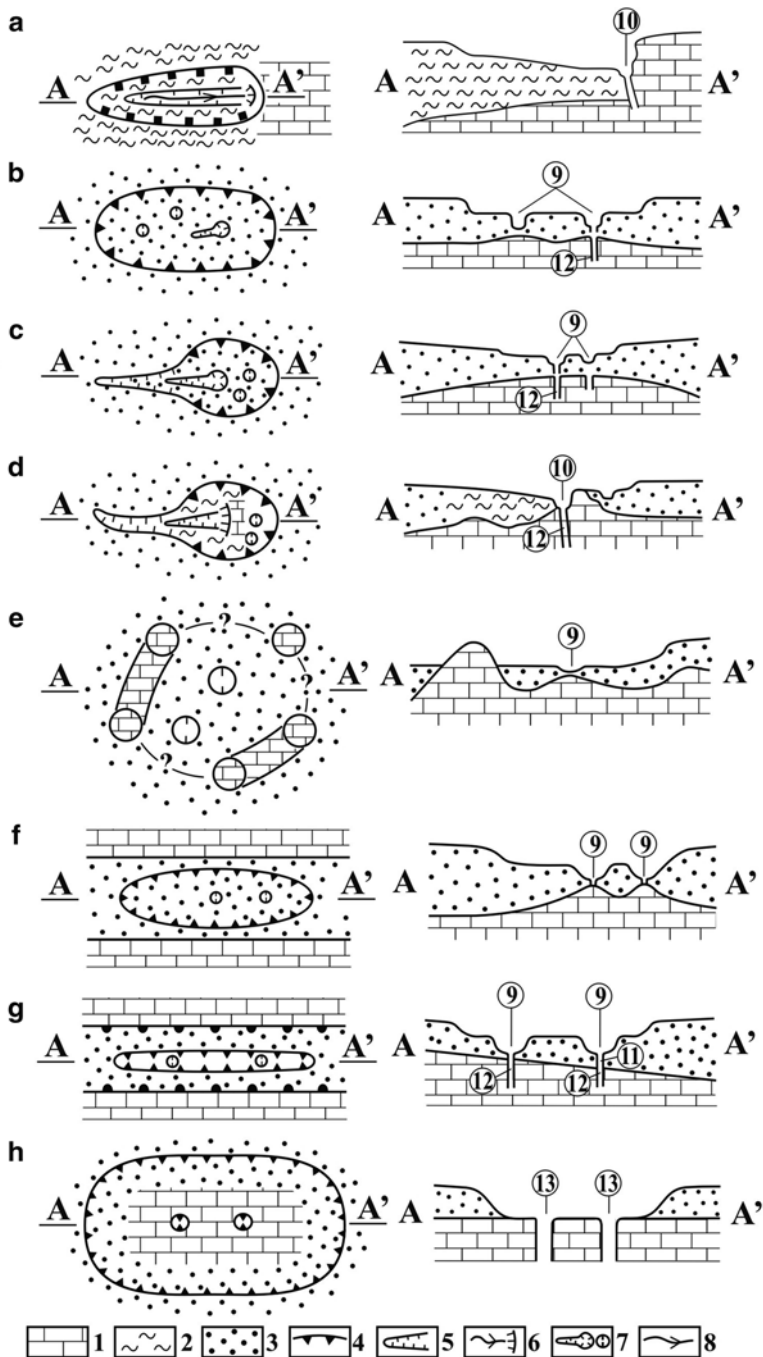 a
A A' A 10 A'
b
A A' A 9 12 A'
c
A A' A 9 12 A'
d
A A' A 10 12 A'
e
A ? ? ? A' A 9 A'
f
A A' A 9 9 A'
g
A A' A 9 9 12 12 11 A'
h
A A' A 13 13 A'
1 2 3 4 5 6 7 8